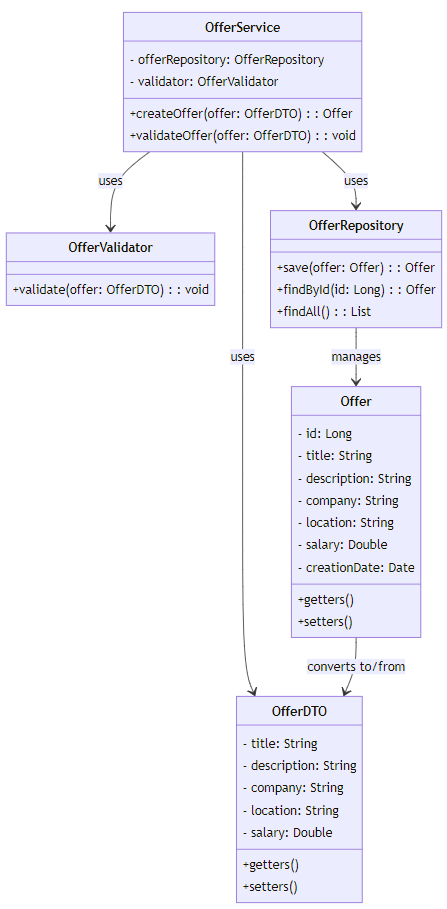 OfferService
- offerRepository: OfferRepository
- validator: OfferValidator
+createOffer(offer: OfferDTO) : : Offer
+validateOffer(offer: OfferDTO) : : void
uses
uses
OfferValidator
+validate(offer: OfferDTO) : : void
OfferRepository
+save(offer: Offer) : : Offer
+findById(id: Long) : : Offer
+findAll() : : List
uses
manages
Offer
- id: Long
- title: String
- description: String
- company: String
- location: String
- salary: Double
- creationDate: Date
+getters()
+setters()
converts to/from
OfferDTO
- title: String
- description: String
- company: String
- location: String
- salary: Double
+getters()
+setters()